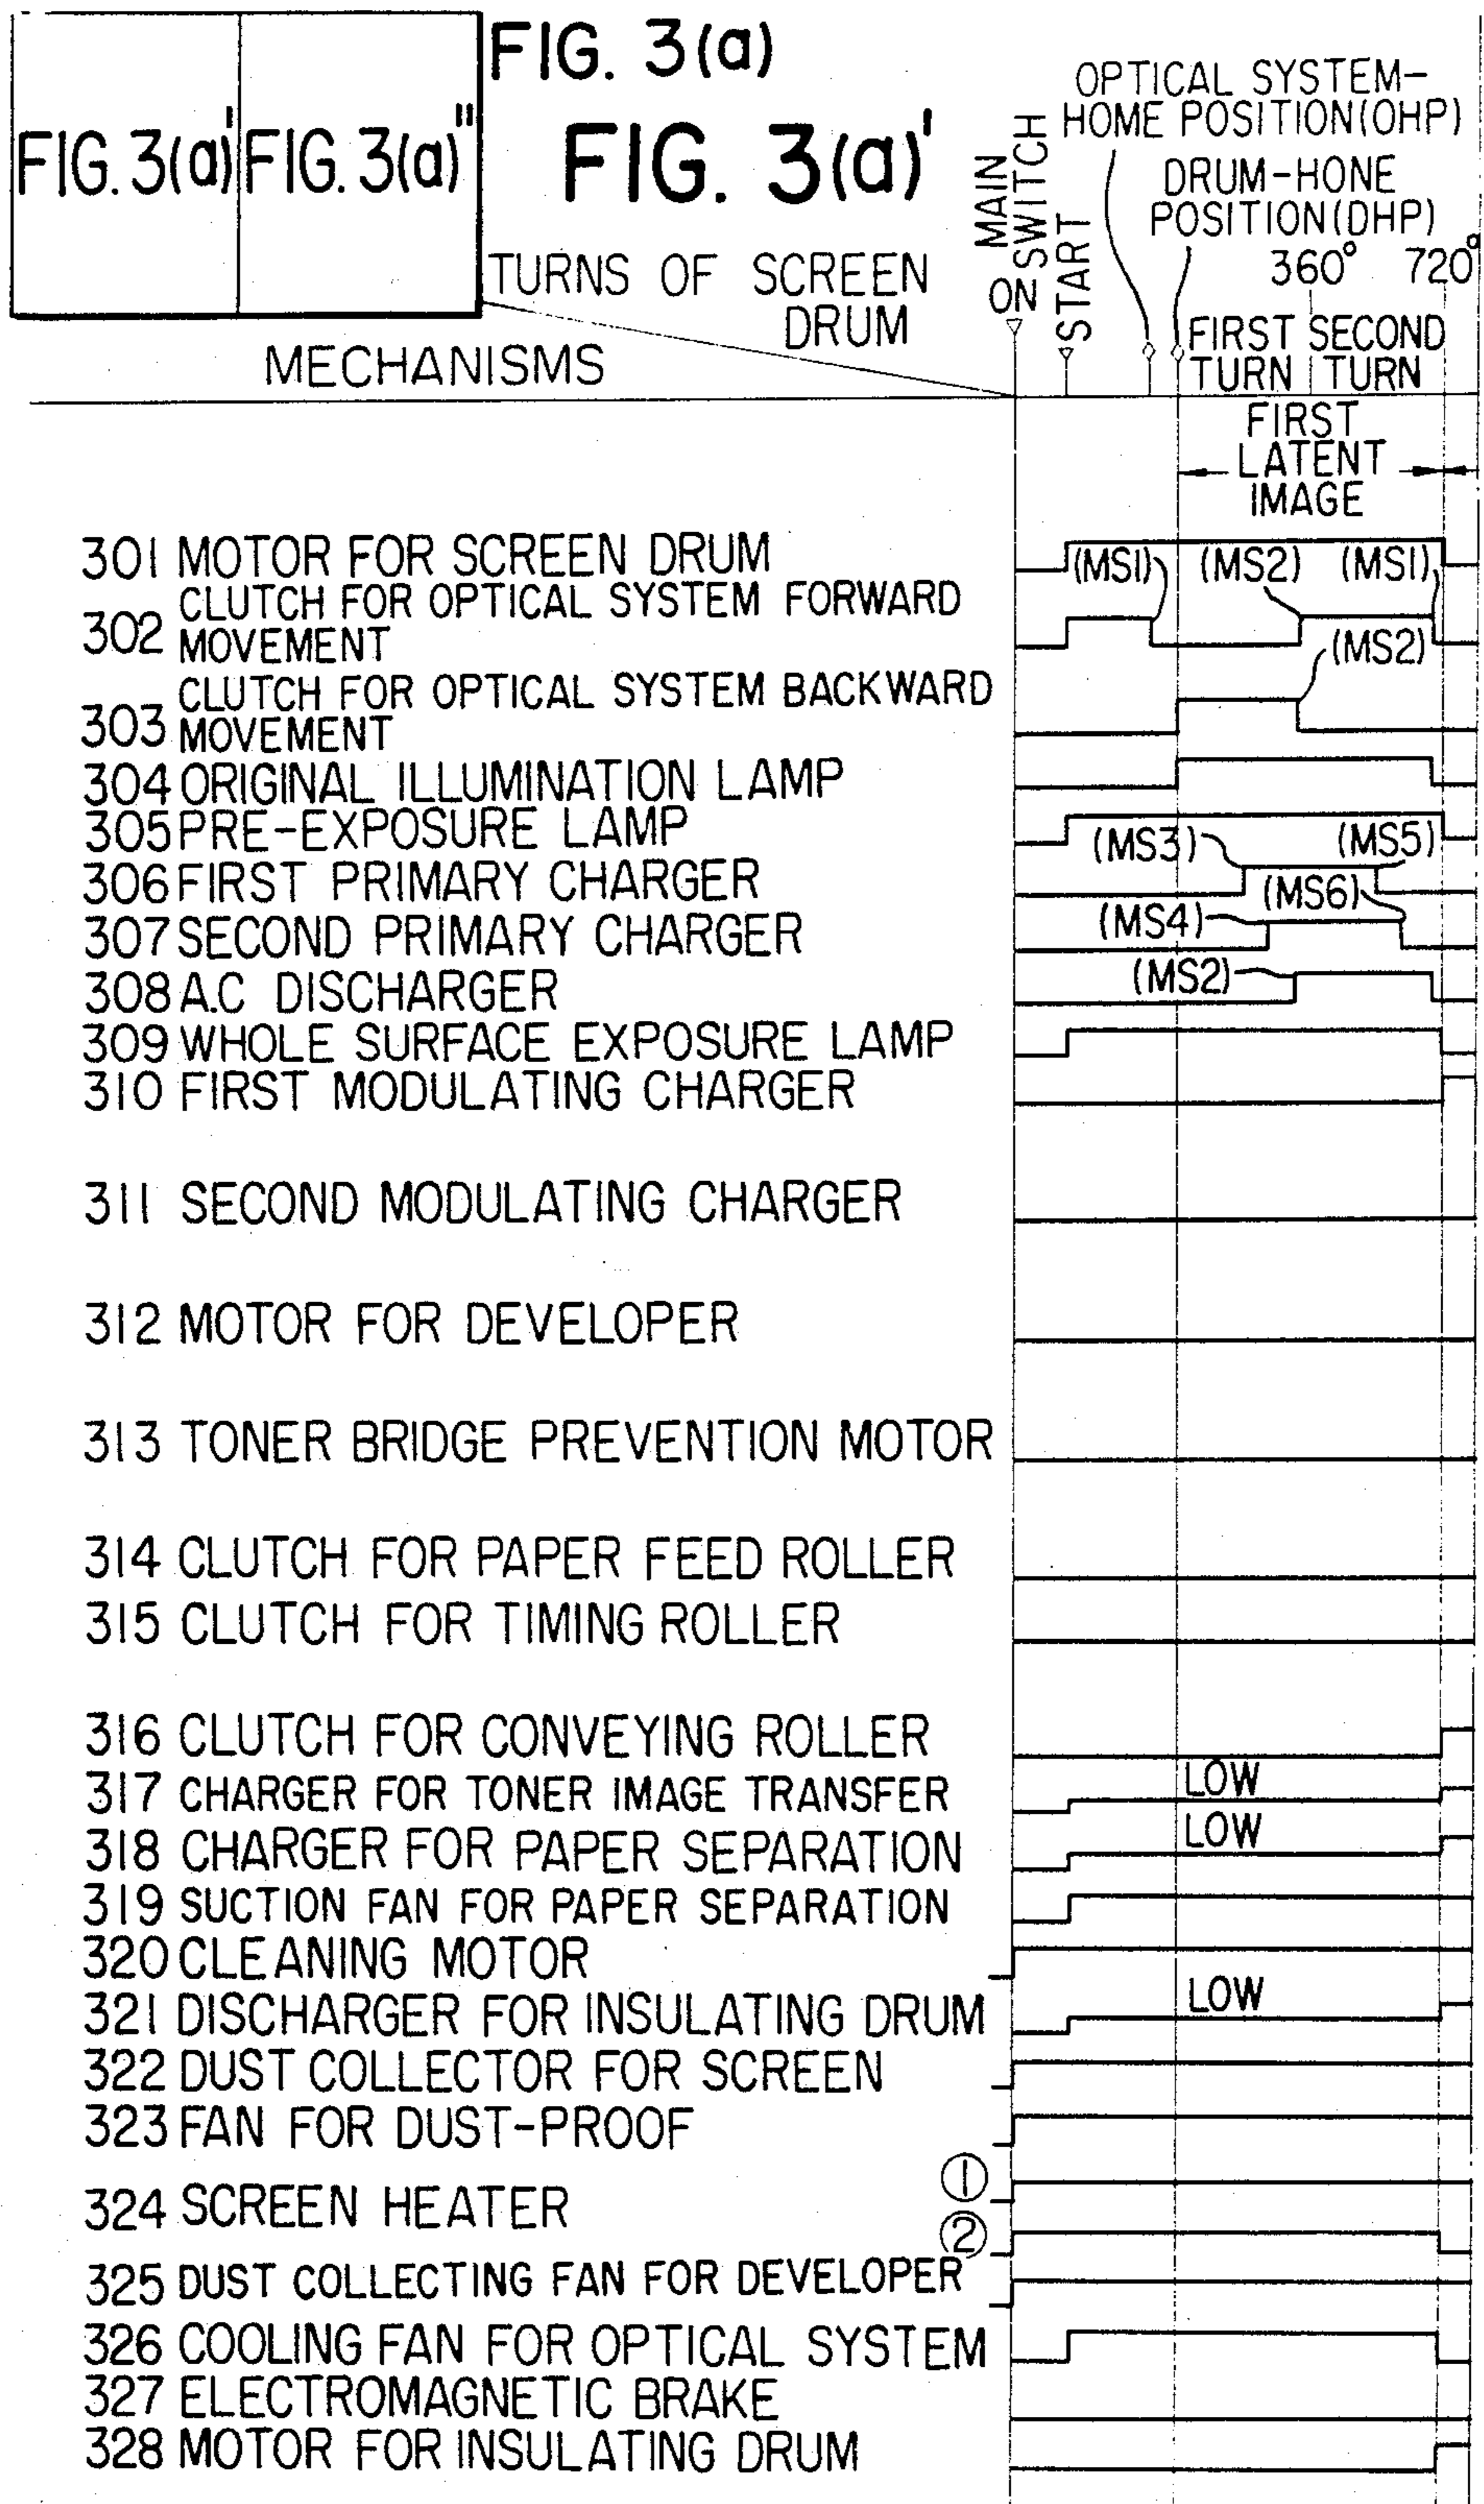 FIG. 3(a)
FIG. 3(a)' FIG. 3(a)"
FIG. 3(a)'
OPTICAL SYSTEM-
HOME POSITION(OHP)
DRUM-HONE
POSITION(DHP)
MAIN
SWITCH
ON
START
360° 720°
TURNS OF SCREEN
DRUM
MECHANISMS
FIRST SECOND
TURN TURN
FIRST
LATENT
IMAGE
301 MOTOR FOR SCREEN DRUM
(MS1) (MS2) (MS1)
302 CLUTCH FOR OPTICAL SYSTEM FORWARD
MOVEMENT
(MS2)
303 CLUTCH FOR OPTICAL SYSTEM BACKWARD
MOVEMENT
304 ORIGINAL ILLUMINATION LAMP
305 PRE-EXPOSURE LAMP
(MS3) (MS5)
306 FIRST PRIMARY CHARGER
(MS6)
(MS4)
307 SECOND PRIMARY CHARGER
(MS2)
308 A.C DISCHARGER
309 WHOLE SURFACE EXPOSURE LAMP
310 FIRST MODULATING CHARGER
311 SECOND MODULATING CHARGER
312 MOTOR FOR DEVELOPER
313 TONER BRIDGE PREVENTION MOTOR
314 CLUTCH FOR PAPER FEED ROLLER
315 CLUTCH FOR TIMING ROLLER
316 CLUTCH FOR CONVEYING ROLLER
317 CHARGER FOR TONER IMAGE TRANSFER LOW
318 CHARGER FOR PAPER SEPARATION LOW
319 SUCTION FAN FOR PAPER SEPARATION
320 CLEANING MOTOR
321 DISCHARGER FOR INSULATING DRUM LOW
322 DUST COLLECTOR FOR SCREEN
323 FAN FOR DUST-PROOF
①
324 SCREEN HEATER
②
325 DUST COLLECTING FAN FOR DEVELOPER
326 COOLING FAN FOR OPTICAL SYSTEM
327 ELECTROMAGNETIC BRAKE
328 MOTOR FOR INSULATING DRUM